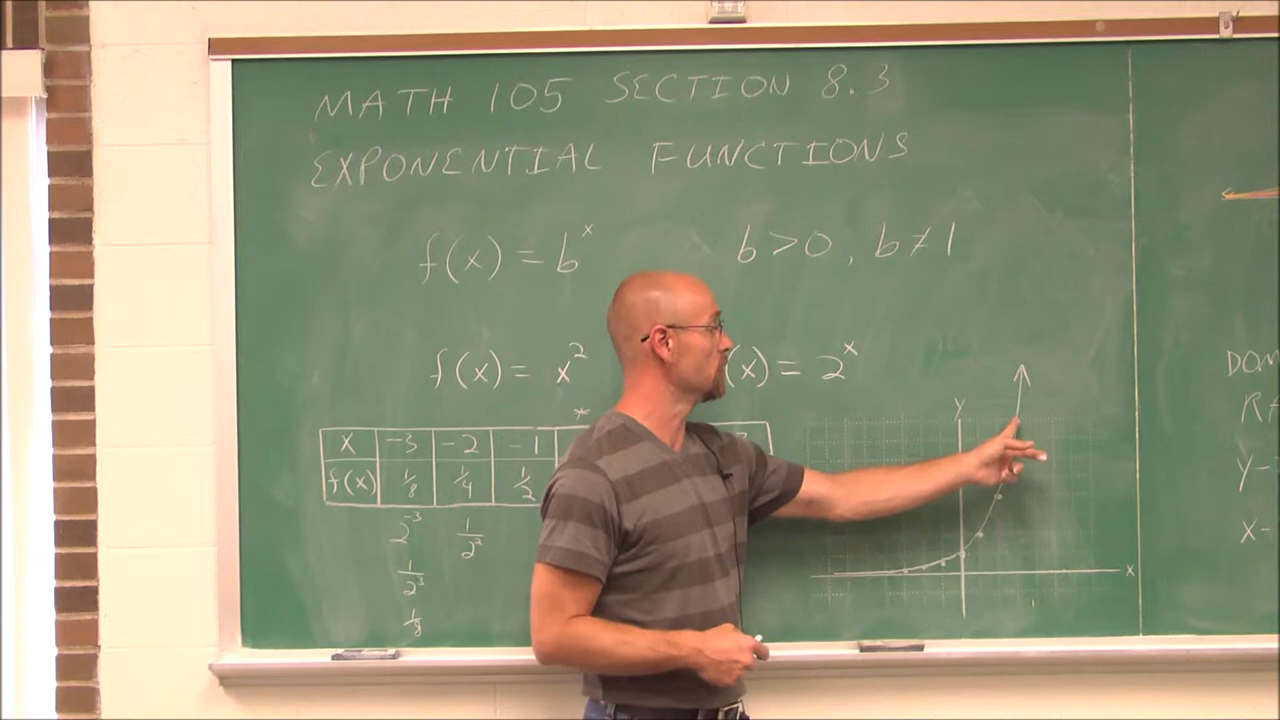 MATH 105 SECTION 8.3
EXPONENTIAL FUNCTIONS
f(x) = b^x b > 0, b ≠ 1
f(x) = x^2 (x) = 2^x
*
x -3 -2 -1
f(x) 1/8 1/4 1/2
2^-3 1/2^2
1/2^3
1/8
Y
x
DOM
RA
Y-
X-